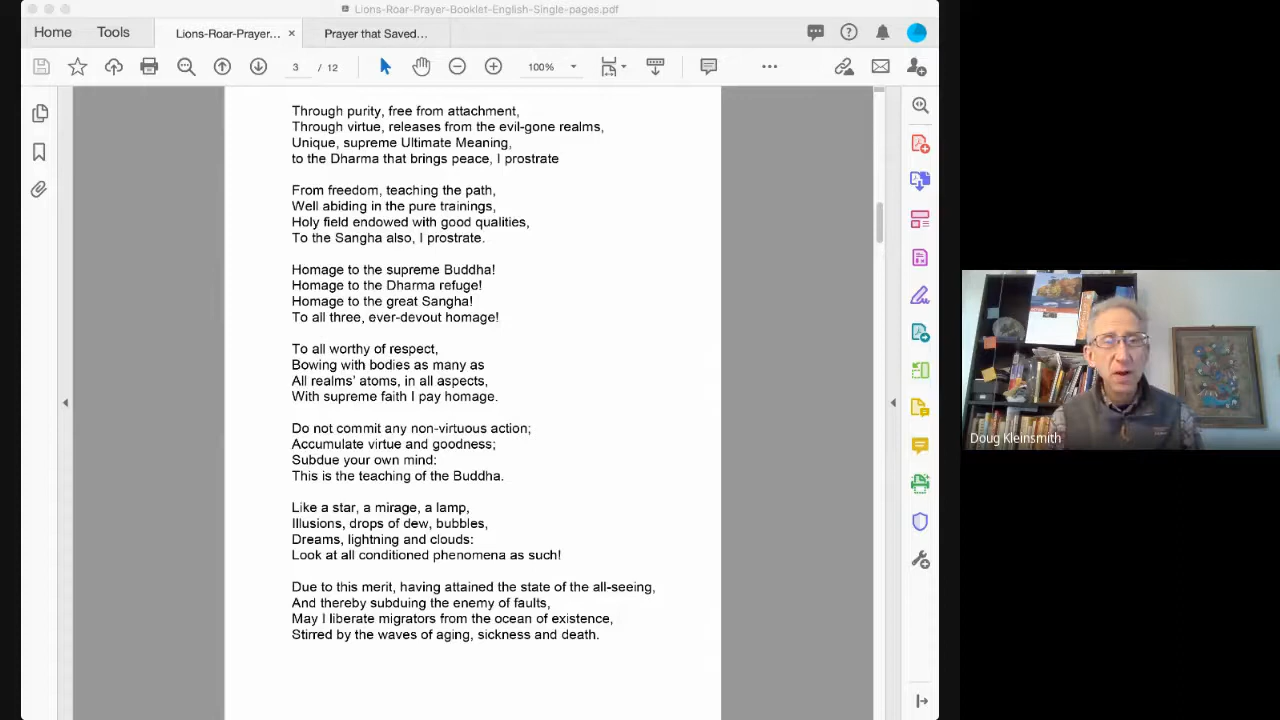 Lions-Roar-Prayer-Booklet-English-Single-pages.pdf
Home Tools Lions-Roar-Prayer... × Prayer that Saved...
3 / 12 100%
Through purity, free from attachment,
Through virtue, releases from the evil-gone realms,
Unique, supreme Ultimate Meaning,
to the Dharma that brings peace, I prostrate
From freedom, teaching the path,
Well abiding in the pure trainings,
Holy field endowed with good qualities,
To the Sangha also, I prostrate.
Homage to the supreme Buddha!
Homage to the Dharma refuge!
Homage to the great Sangha!
To all three, ever-devout homage!
To all worthy of respect,
Bowing with bodies as many as
All realms' atoms, in all aspects,
With supreme faith I pay homage.
Do not commit any non-virtuous action;
Accumulate virtue and goodness;
Subdue your own mind:
This is the teaching of the Buddha.
Like a star, a mirage, a lamp,
Illusions, drops of dew, bubbles,
Dreams, lightning and clouds:
Look at all conditioned phenomena as such!
Due to this merit, having attained the state of the all-seeing,
And thereby subduing the enemy of faults,
May I liberate migrators from the ocean of existence,
Stirred by the waves of aging, sickness and death.
Doug Kleinsmith